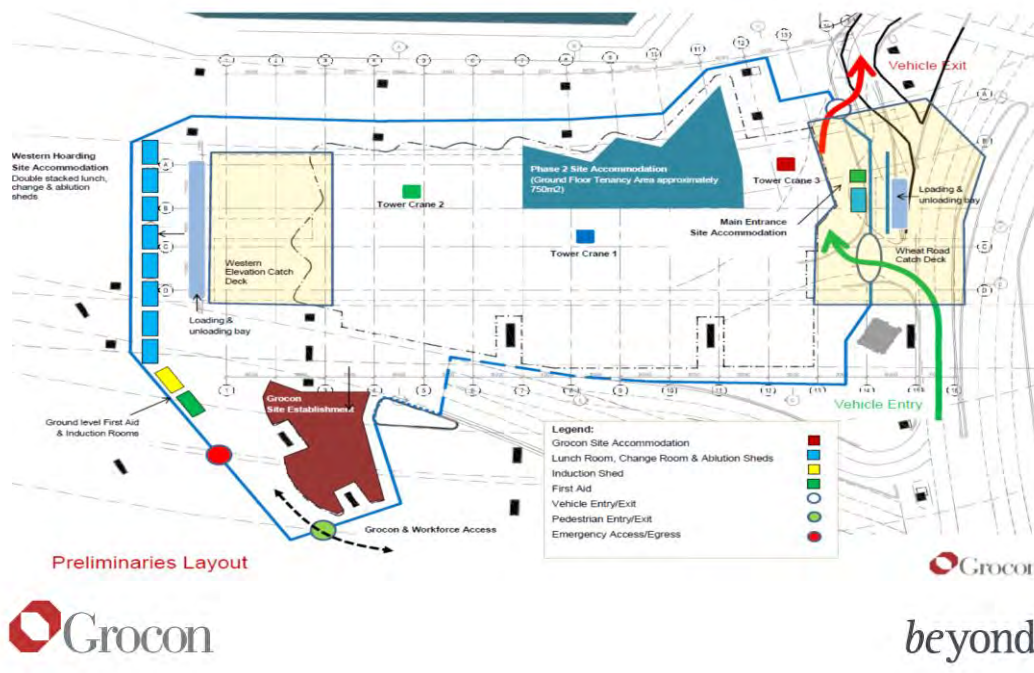 Vehicle Exit
Western Hoarding
Site Accommodation
Double stacked lunch,
change & ablution
sheds
Phase 2 Site Accommodation
(Ground Floor Tenancy Area approximately
750m2)
Tower Crane 3
Tower Crane 2
Loading &
unloading bay
Main Entrance
Site Accommodation
Tower Crane 1
Western
Elevation Catch
Deck
Wheat Road
Catch Deck
Loading &
unloading bay
Grocon
Site Establishment
Vehicle Entry
Ground level First Aid
& Induction Rooms
Legend:
Grocon Site Accommodation
Lunch Room, Change Room & Ablution Sheds
Induction Shed
First Aid
Vehicle Entry/Exit
Pedestrian Entry/Exit
Emergency Access/Egress
Grocon & Workforce Access
Preliminaries Layout
Grocon
Grocon
beyond